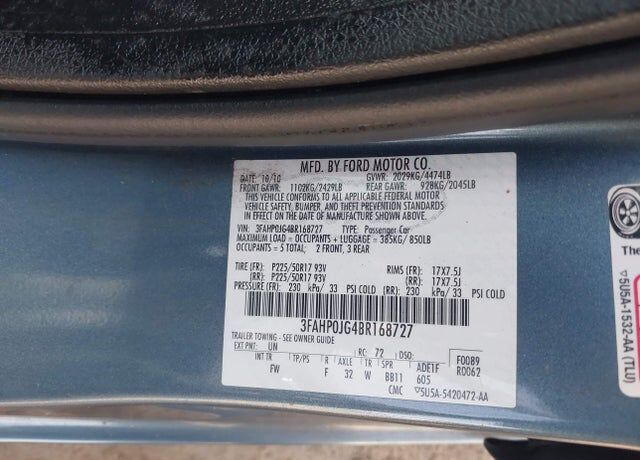 MFD. BY FORD MOTOR CO.
DATE: 10/10 GVWR: 2029KG/4474LB
FRONT GAWR: 1102KG/2429LB REAR GAWR: 928KG/2045LB
THIS VEHICLE CONFORMS TO ALL APPLICABLE FEDERAL MOTOR
VEHICLE SAFETY, BUMPER, AND THEFT PREVENTION STANDARDS
IN EFFECT ON THE DATE OF MANUFACTURE SHOWN ABOVE.
VIN: 3FAHP0JG4BR168727 TYPE: Passenger Car
MAXIMUM LOAD = OCCUPANTS + LUGGAGE = 385KG/850LB
OCCUPANTS = 5 TOTAL; 2 FRONT, 3 REAR
TIRE (FR): P225/50R17 93V RIMS (FR): 17X7.5J
(RR): P225/50R17 93V (RR): 17X7.5J
PRESSURE (FR): 230 kPa/ 33 PSI COLD (RR): 230 kPa/ 33 PSI COLD
3FAHP0JG4BR168727
TRAILER TOWING - SEE OWNER GUIDE
EXT PNT: UN RC: 72 DSO: F0089
R0062
INT TR TP/PS R AXLE TR SPR ADE1F
FW F 32 W BB11 605
CMC ▽5U5A-5420472-AA
The
▽5U5A-1532-AA (TLU)